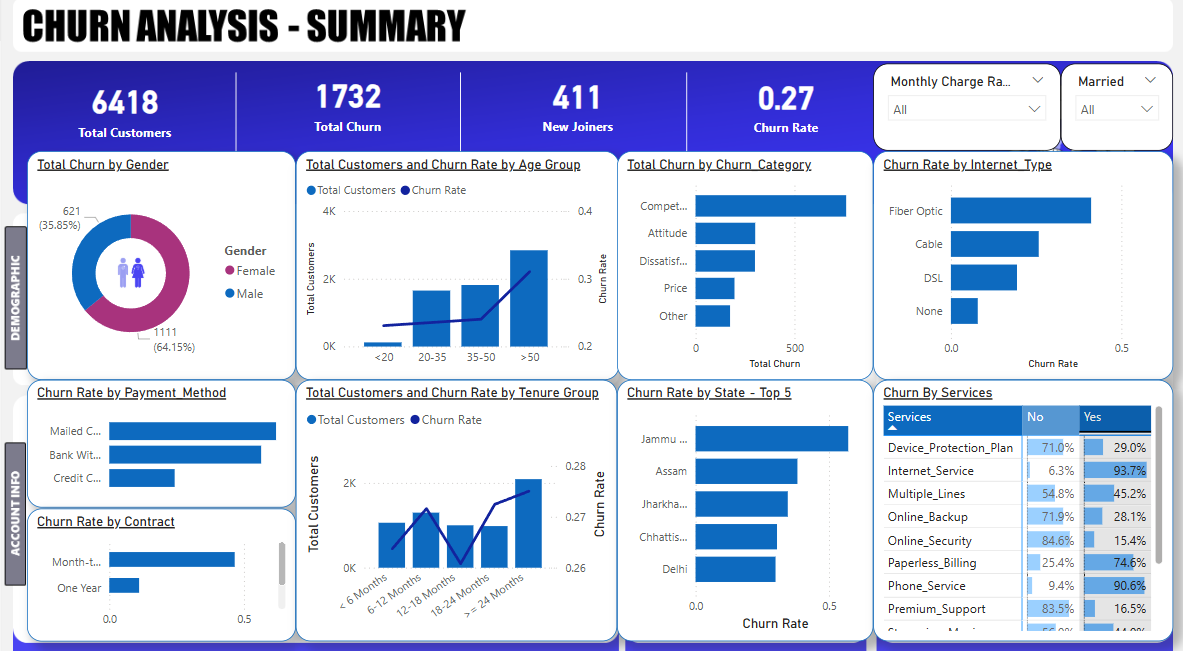 CHURN ANALYSIS - SUMMARY
6418
Total Customers
1732
Total Churn
411
New Joiners
0.27
Churn Rate
Monthly Charge Ra...
All
Married
All
DEMOGRAPHIC
Total Churn by Gender
621
(35.85%)
1111
(64.15%)
Gender
Female
Male
Total Customers and Churn Rate by Age Group
Total Customers Churn Rate
Total Customers
4K
2K
0K
0.4
0.3
0.2
Churn Rate
<20 20-35 35-50 >50
Total Churn by Churn_Category
Compet...
Attitude
Dissatisf...
Price
Other
0 500
Total Churn
Churn Rate by Internet_Type
Fiber Optic
Cable
DSL
None
0.0 0.5
Churn Rate
ACCOUNT INFO
Churn Rate by Payment_Method
Mailed C...
Bank Wit...
Credit C...
Churn Rate by Contract
Month-t...
One Year
0.0 0.5
Total Customers and Churn Rate by Tenure Group
Total Customers Churn Rate
Total Customers
2K
0K
0.28
0.27
0.26
Churn Rate
< 6 Months 6-12 Months 12-18 Months 18-24 Months >= 24 Months
Churn Rate by State - Top 5
Jammu ...
Assam
Jharkha...
Chhattis...
Delhi
0.0 0.5
Churn Rate
Churn By Services
Services No Yes
Device_Protection_Plan 71.0% 29.0%
Internet_Service 6.3% 93.7%
Multiple_Lines 54.8% 45.2%
Online_Backup 71.9% 28.1%
Online_Security 84.6% 15.4%
Paperless_Billing 25.4% 74.6%
Phone_Service 9.4% 90.6%
Premium_Support 83.5% 16.5%